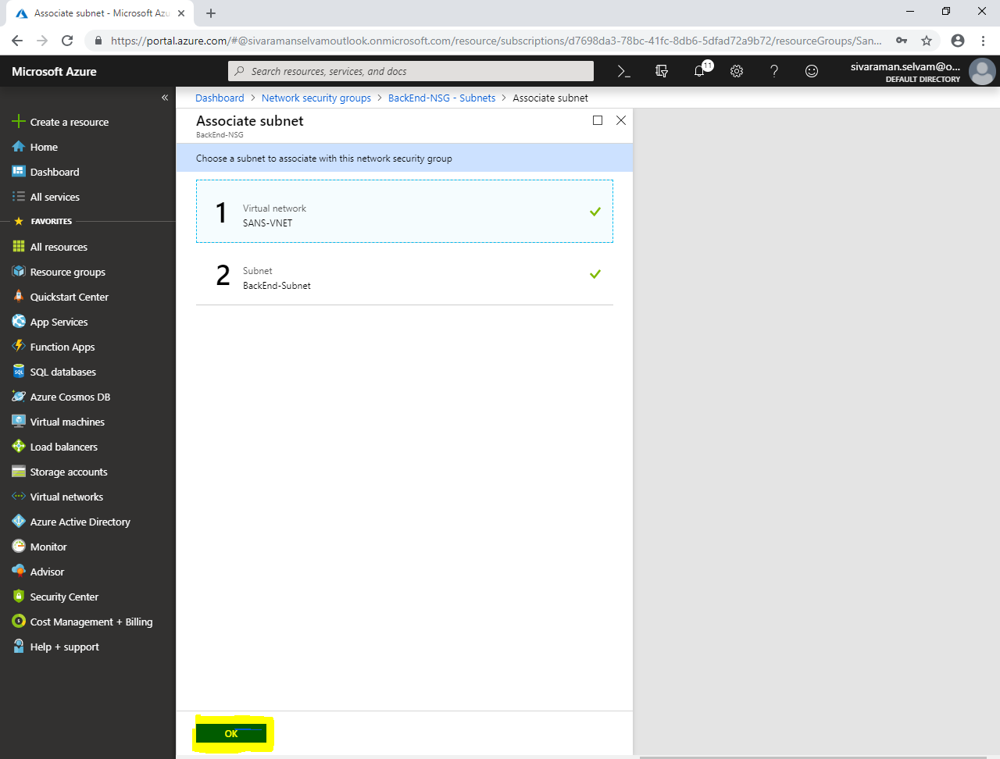 Associate subnet - Microsoft Azu
https://portal.azure.com/#@sivaramanselvamoutlook.onmicrosoft.com/resource/subscriptions/d7698da3-78bc-41fc-8db6-5dfad72a9b72/resourceGroups/San...
Microsoft Azure
Search resources, services, and docs
11
sivaraman.selvam@o...
DEFAULT DIRECTORY
Dashboard > Network security groups > BackEnd-NSG - Subnets > Associate subnet
«
Create a resource
Home
Dashboard
All services
FAVORITES
All resources
Resource groups
Quickstart Center
App Services
Function Apps
SQL
SQL databases
Azure Cosmos DB
Virtual machines
Load balancers
Storage accounts
Virtual networks
Azure Active Directory
Monitor
Advisor
Security Center
Cost Management + Billing
Help + support
Associate subnet
BackEnd-NSG
Choose a subnet to associate with this network security group
1
Virtual network
SANS-VNET
2
Subnet
BackEnd-Subnet
OK